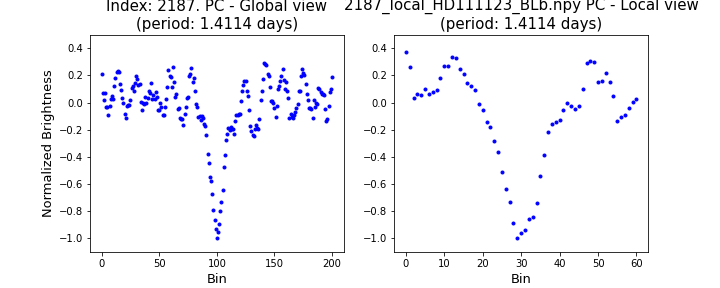 Index: 2187. PC - Global view
(period: 1.4114 days)
2187_local_HD111123_BLb.npy PC - Local view
(period: 1.4114 days)
Normalized Brightness
0.4
0.2
0.0
−0.2
−0.4
−0.6
−0.8
−1.0
0 50 100 150 200
Bin
0.4
0.2
0.0
−0.2
−0.4
−0.6
−0.8
−1.0
0 10 20 30 40 50 60
Bin